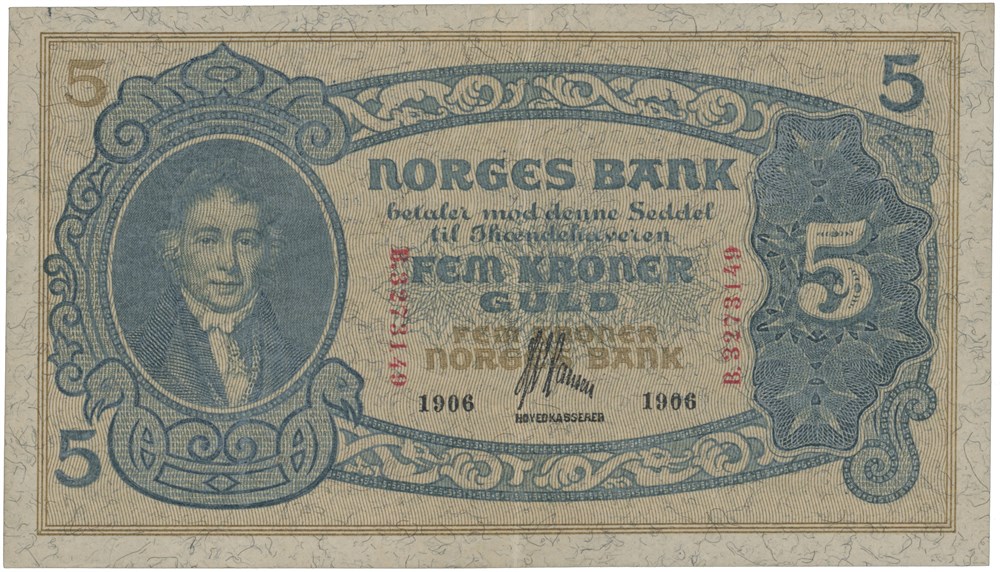 5
5
NORGES BANK
betaler mod denne Seddel
til Ihændehaveren
FEM KRONER
GULD
FEM KRONER
NORGES BANK
B.3273149
B.3273149
5
1906
1906
HOVEDKASSERER
5